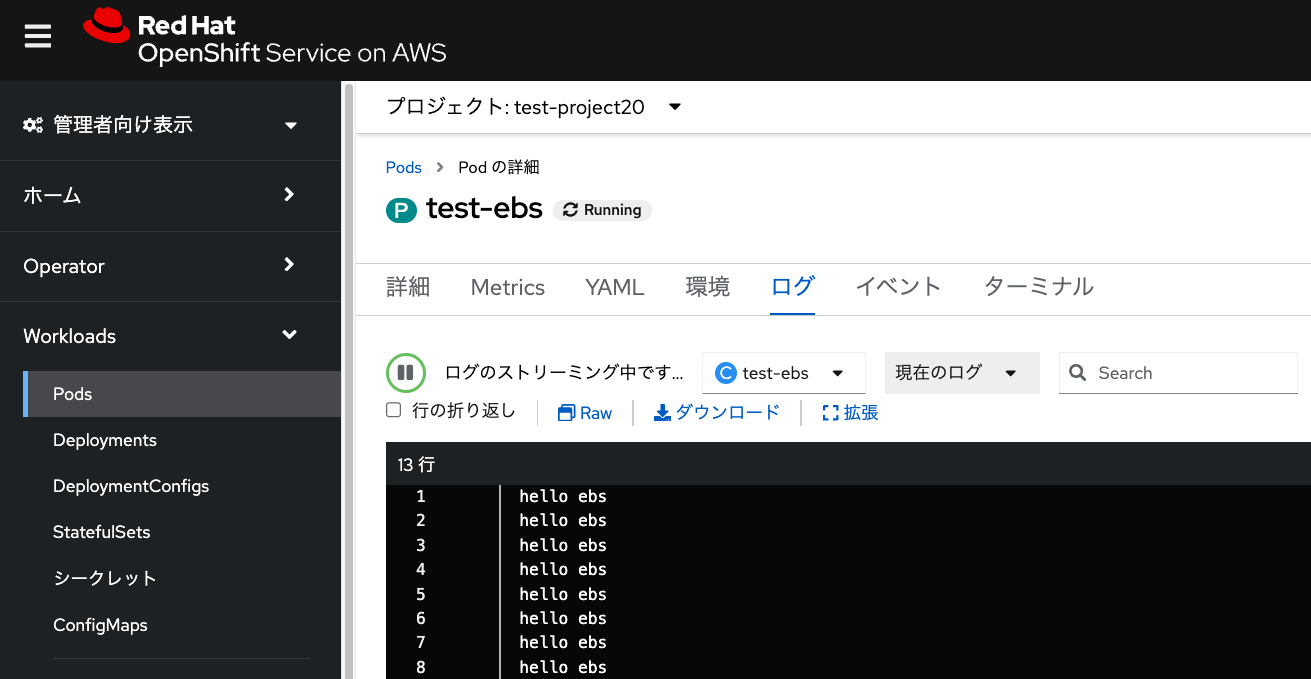 Red Hat
OpenShift Service on AWS
管理者向け表示
ホーム
Operator
Workloads
Pods
Deployments
DeploymentConfigs
StatefulSets
シークレット
ConfigMaps
プロジェクト: test-project20
Pods > Pod の詳細
P test-ebs Running
詳細 Metrics YAML 環境 ログ イベント ターミナル
ログのストリーミング中です... C test-ebs 現在のログ Search
行の折り返し Raw ダウンロード 拡張
13 行
1 hello ebs
2 hello ebs
3 hello ebs
4 hello ebs
5 hello ebs
6 hello ebs
7 hello ebs
8 hello ebs